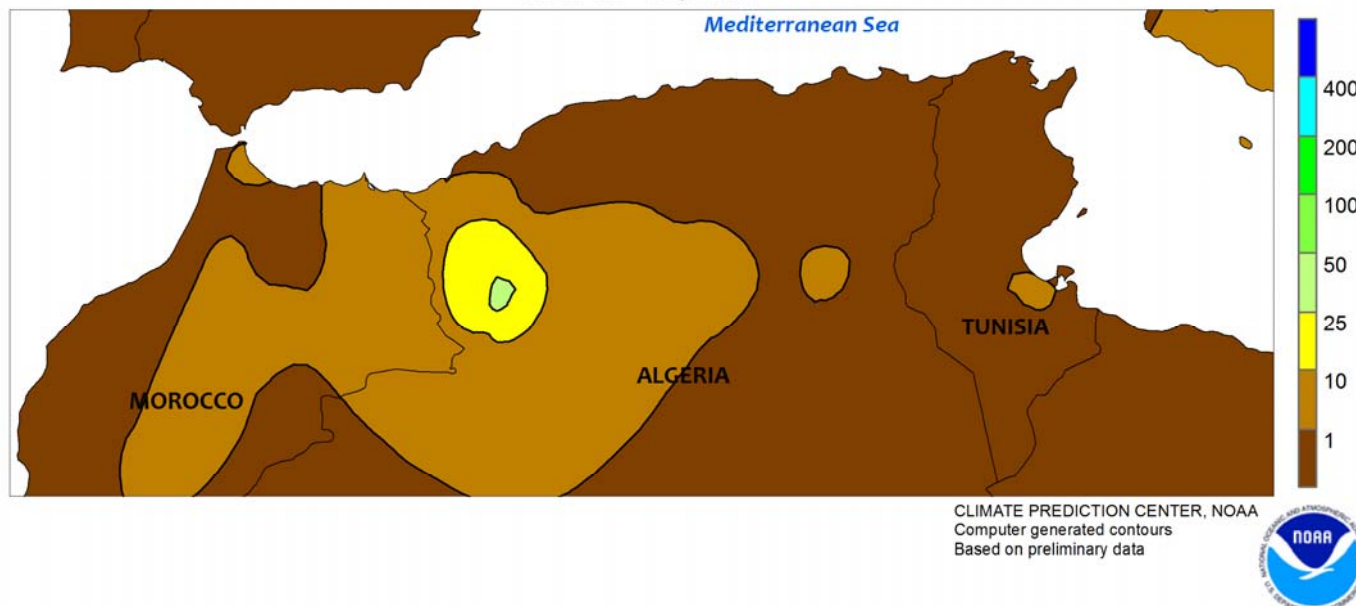 Mediterranean Sea
400
200
100
50
25
10
1
TUNISIA
ALGERIA
MOROCCO
CLIMATE PREDICTION CENTER, NOAA
Computer generated contours
Based on preliminary data
NOAA